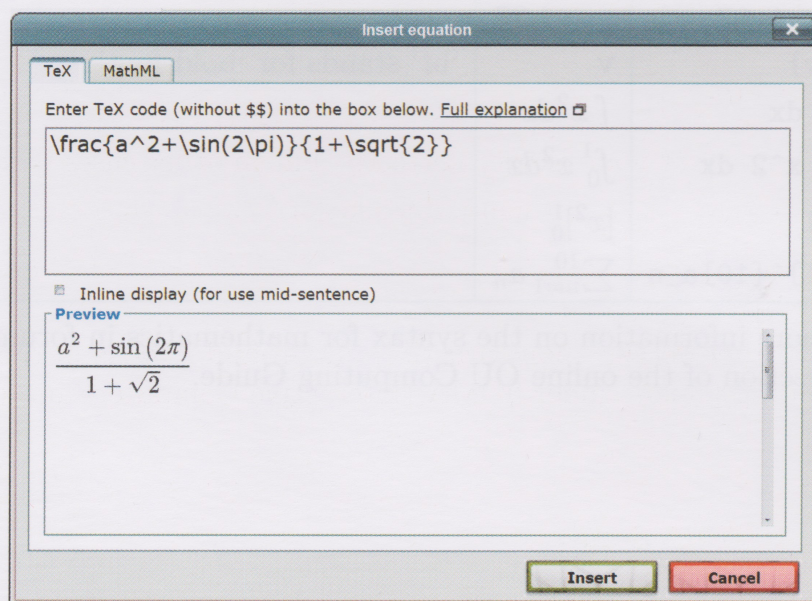 Insert equation
TeX MathML
Enter TeX code (without $$) into the box below. Full explanation
\frac{a^2+\sin(2\pi)}{1+\sqrt{2}}
Inline display (for use mid-sentence)
Preview
a² + sin (2π)
1 + √2
Insert Cancel